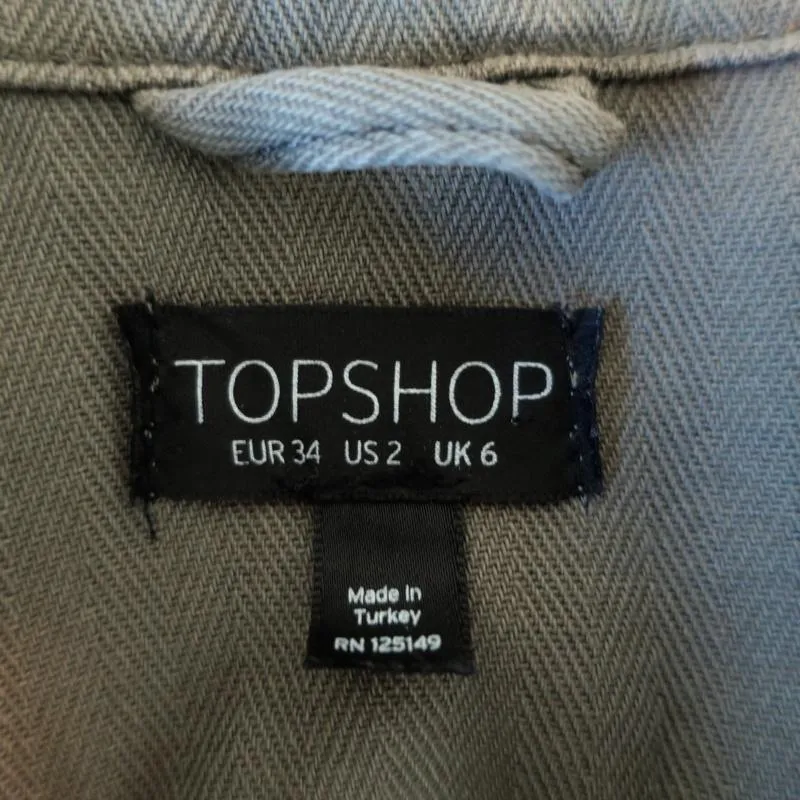 TOPSHOP
EUR 34 US 2 UK 6
Made In
Turkey
RN 125149